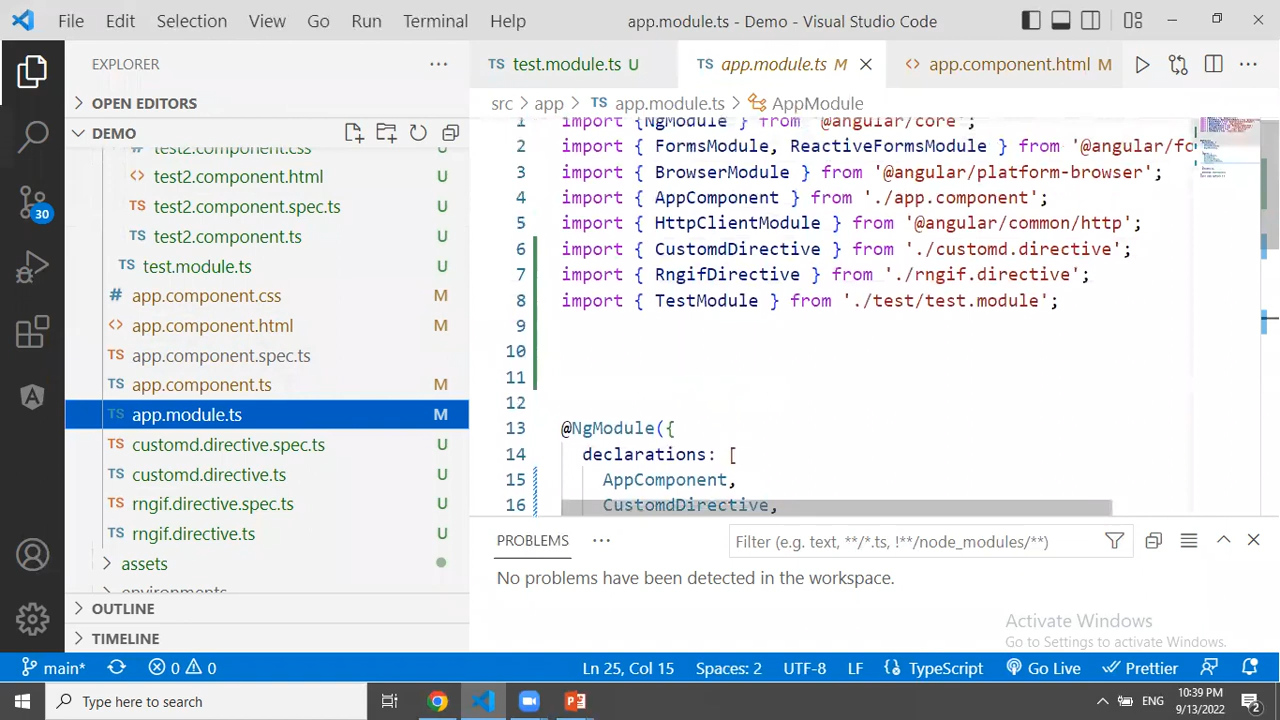 File Edit Selection View Go Run Terminal Help app.module.ts - Demo - Visual Studio Code
EXPLORER
OPEN EDITORS
DEMO
test2.component.css U
test2.component.html U
test2.component.spec.ts U
test2.component.ts U
test.module.ts U
app.component.css M
app.component.html M
app.component.spec.ts
app.component.ts M
app.module.ts M
customd.directive.spec.ts U
customd.directive.ts U
rngif.directive.spec.ts U
rngif.directive.ts U
assets
environments
OUTLINE
TIMELINE
30
TS test.module.ts U TS app.module.ts M app.component.html M
src > app > TS app.module.ts > AppModule
1 import {NgModule } from '@angular/core';
2 import { FormsModule, ReactiveFormsModule } from '@angular/fo
3 import { BrowserModule } from '@angular/platform-browser';
4 import { AppComponent } from './app.component';
5 import { HttpClientModule } from '@angular/common/http';
6 import { CustomdDirective } from './customd.directive';
7 import { RngifDirective } from './rngif.directive';
8 import { TestModule } from './test/test.module';
9
10
11
12
13 @NgModule({
14 declarations: [
15 AppComponent,
16 CustomdDirective,
PROBLEMS Filter (e.g. text, **/*.ts, !**/node_modules/**)
No problems have been detected in the workspace.
Activate Windows
Go to Settings to activate Windows.
main* 0 0 Ln 25, Col 15 Spaces: 2 UTF-8 LF TypeScript Go Live Prettier
Type here to search ENG 10:39 PM
9/13/2022 2